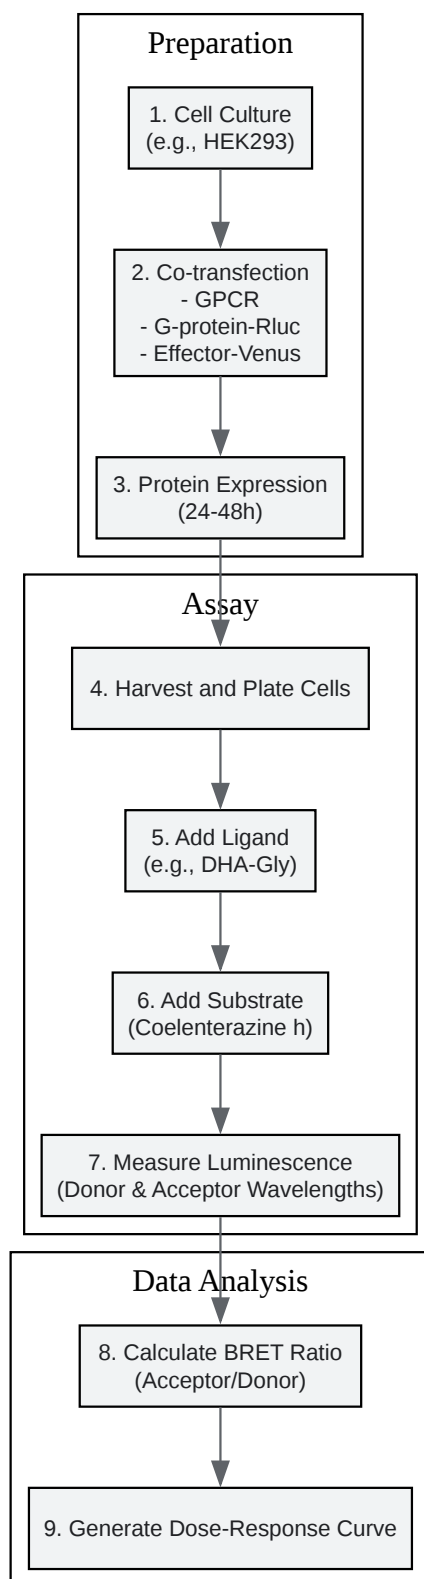 Preparation
1. Cell Culture
(e.g., HEK293)
2. Co-transfection
- GPCR
- G-protein-Rluc
- Effector-Venus
3. Protein Expression
(24-48h)
Assay
4. Harvest and Plate Cells
5. Add Ligand
(e.g., DHA-Gly)
6. Add Substrate
(Coelenterazine h)
7. Measure Luminescence
(Donor & Acceptor Wavelengths)
Data Analysis
8. Calculate BRET Ratio
(Acceptor/Donor)
9. Generate Dose-Response Curve